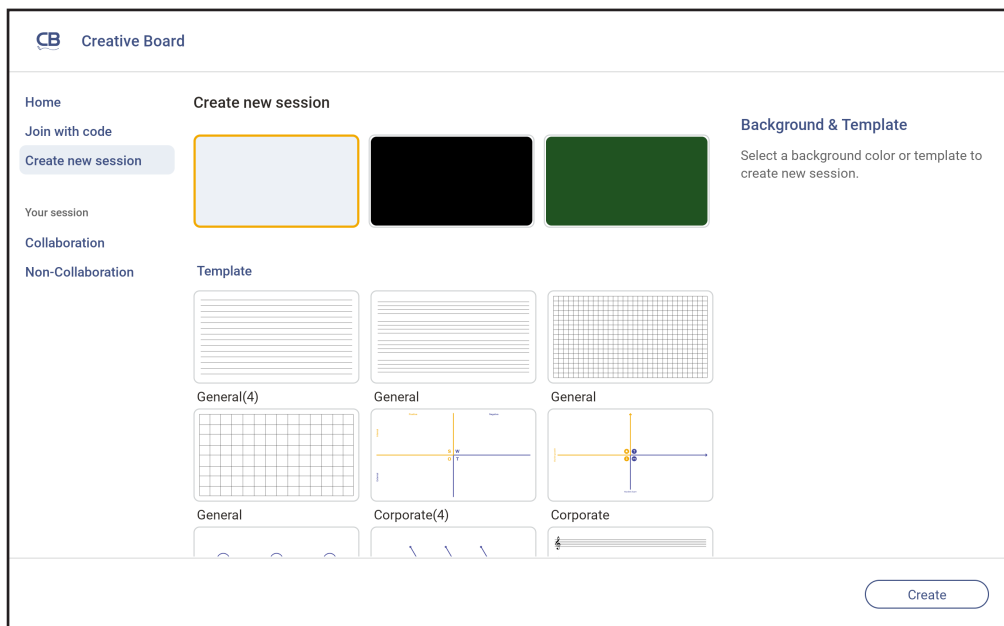 CB
Creative Board
Home
Join with code
Create new session
Your session
Collaboration
Non-Collaboration
Create new session
Template
General(4)
General
General
S W
O T
General
Corporate(4)
Corporate
Background & Template
Select a background color or template to
create new session.
Create